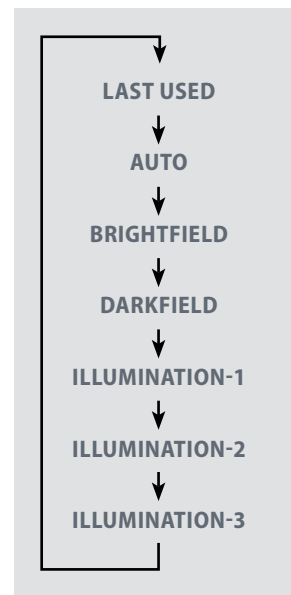 LAST USED
AUTO
BRIGHTFIELD
DARKFIELD
ILLUMINATION-1
ILLUMINATION-2
ILLUMINATION-3